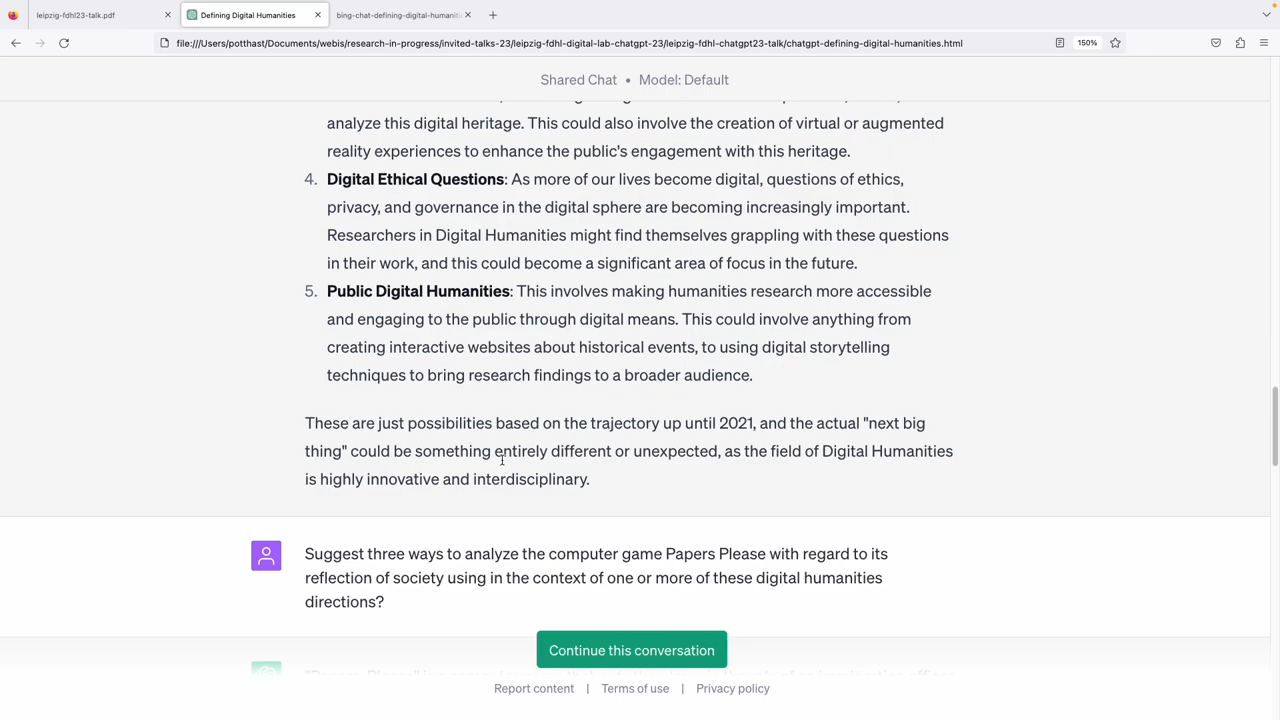 leipzig-fdhl23-talk.pdf
Defining Digital Humanities
bing-chat-defining-digital-humaniti
file:///Users/potthast/Documents/webis/research-in-progress/invited-talks-23/leipzig-fdhl-digital-lab-chatgpt-23/leipzig-fdhl-chatgpt23-talk/chatgpt-defining-digital-humanities.html
150%
Shared Chat • Model: Default
analyze this digital heritage. This could also involve the creation of virtual or augmented
reality experiences to enhance the public's engagement with this heritage.
4. Digital Ethical Questions: As more of our lives become digital, questions of ethics,
privacy, and governance in the digital sphere are becoming increasingly important.
Researchers in Digital Humanities might find themselves grappling with these questions
in their work, and this could become a significant area of focus in the future.
5. Public Digital Humanities: This involves making humanities research more accessible
and engaging to the public through digital means. This could involve anything from
creating interactive websites about historical events, to using digital storytelling
techniques to bring research findings to a broader audience.
These are just possibilities based on the trajectory up until 2021, and the actual "next big
thing" could be something entirely different or unexpected, as the field of Digital Humanities
is highly innovative and interdisciplinary.
Suggest three ways to analyze the computer game Papers Please with regard to its
reflection of society using in the context of one or more of these digital humanities
directions?
Continue this conversation
Report content | Terms of use | Privacy policy